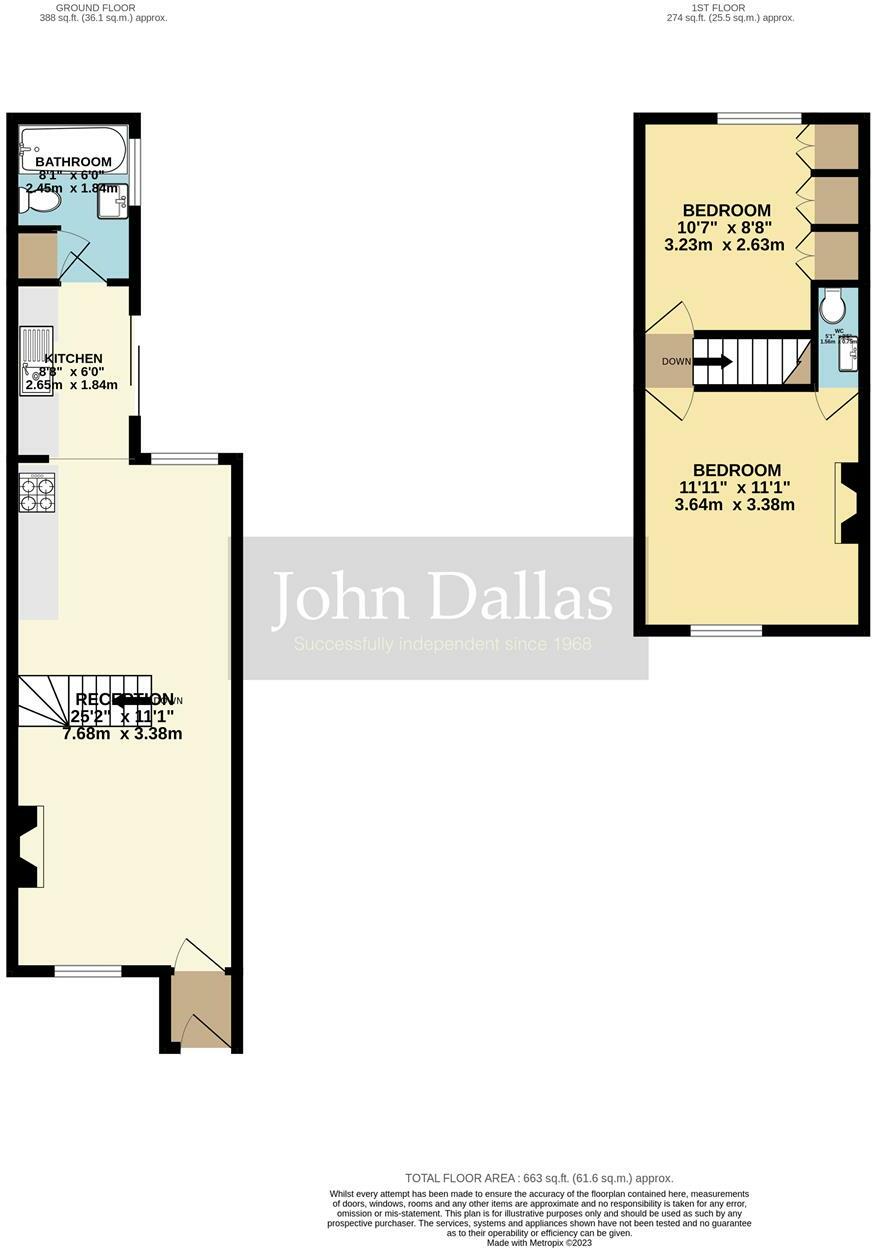 GROUND FLOOR
388 sq.ft. (36.1 sq.m.) approx.
1ST FLOOR
274 sq.ft. (25.5 sq.m.) approx.
BATHROOM
8'1" x 6'0"
2.45m x 1.84m
KITCHEN
8'8" x 6'0"
2.65m x 1.84m
RECEPTION
25'2" x 11'1"
7.68m x 3.38m
DOWN
BEDROOM
10'7" x 8'8"
3.23m x 2.63m
WC
5'1"
1.56m x 0.75m
DOWN
BEDROOM
11'11" x 11'1"
3.64m x 3.38m
John Dallas
Successfully independent since 1968
TOTAL FLOOR AREA : 663 sq.ft. (61.6 sq.m.) approx.
Whilst every attempt has been made to ensure the accuracy of the floorplan contained here, measurements
of doors, windows, rooms and any other items are approximate and no responsibility is taken for any error,
omission or mis-statement. This plan is for illustrative purposes only and should be used as such by any
prospective purchaser. The services, systems and appliances shown have not been tested and no guarantee
as to their operability or efficiency can be given.
Made with Metropix ©2023